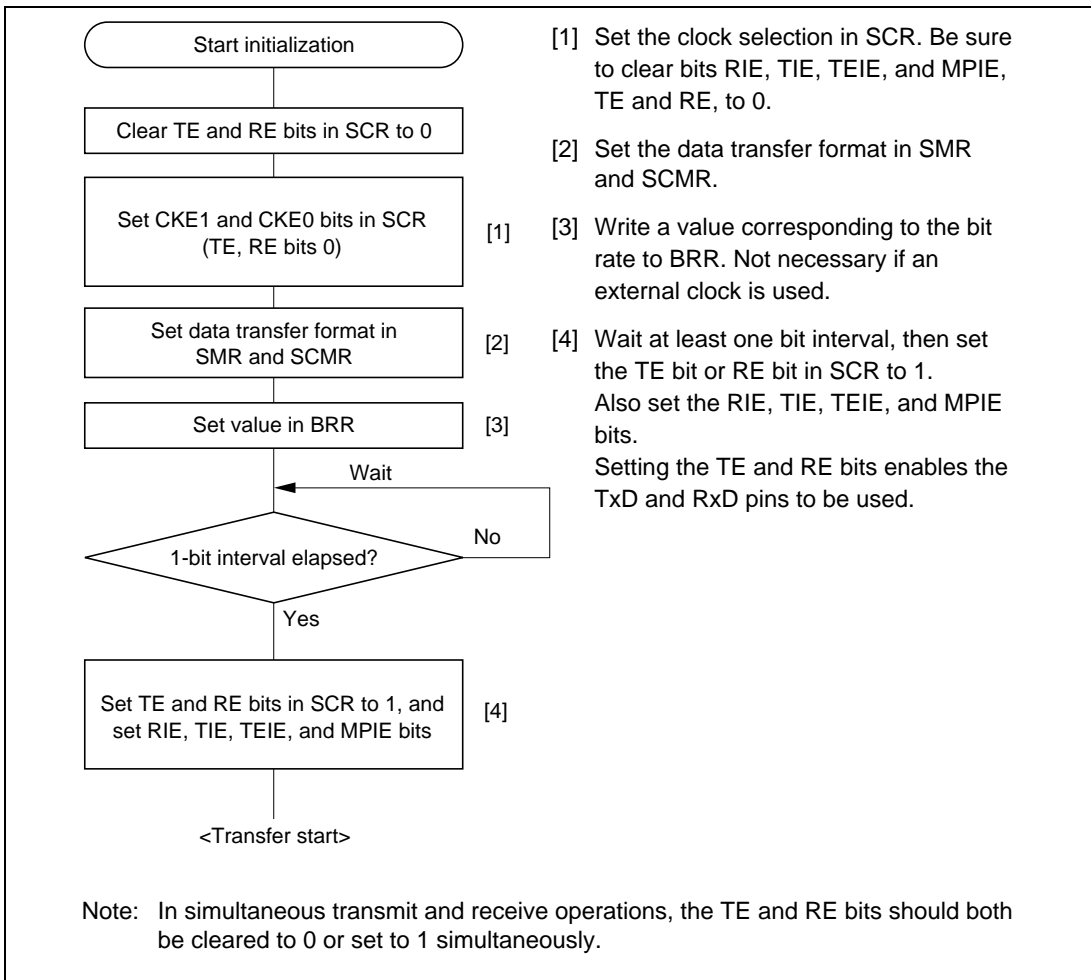 Start initialization
Clear TE and RE bits in SCR to 0
Set CKE1 and CKE0 bits in SCR
(TE, RE bits 0)
[1]
Set data transfer format in
SMR and SCMR
[2]
Set value in BRR
[3]
Wait
No
1-bit interval elapsed?
Yes
Set TE and RE bits in SCR to 1, and
set RIE, TIE, TEIE, and MPIE bits
[4]
<Transfer start>
[1] Set the clock selection in SCR. Be sure
to clear bits RIE, TIE, TEIE, and MPIE,
TE and RE, to 0.
[2] Set the data transfer format in SMR
and SCMR.
[3] Write a value corresponding to the bit
rate to BRR. Not necessary if an
external clock is used.
[4] Wait at least one bit interval, then set
the TE bit or RE bit in SCR to 1.
Also set the RIE, TIE, TEIE, and MPIE
bits.
Setting the TE and RE bits enables the
TxD and RxD pins to be used.
Note: In simultaneous transmit and receive operations, the TE and RE bits should both
be cleared to 0 or set to 1 simultaneously.